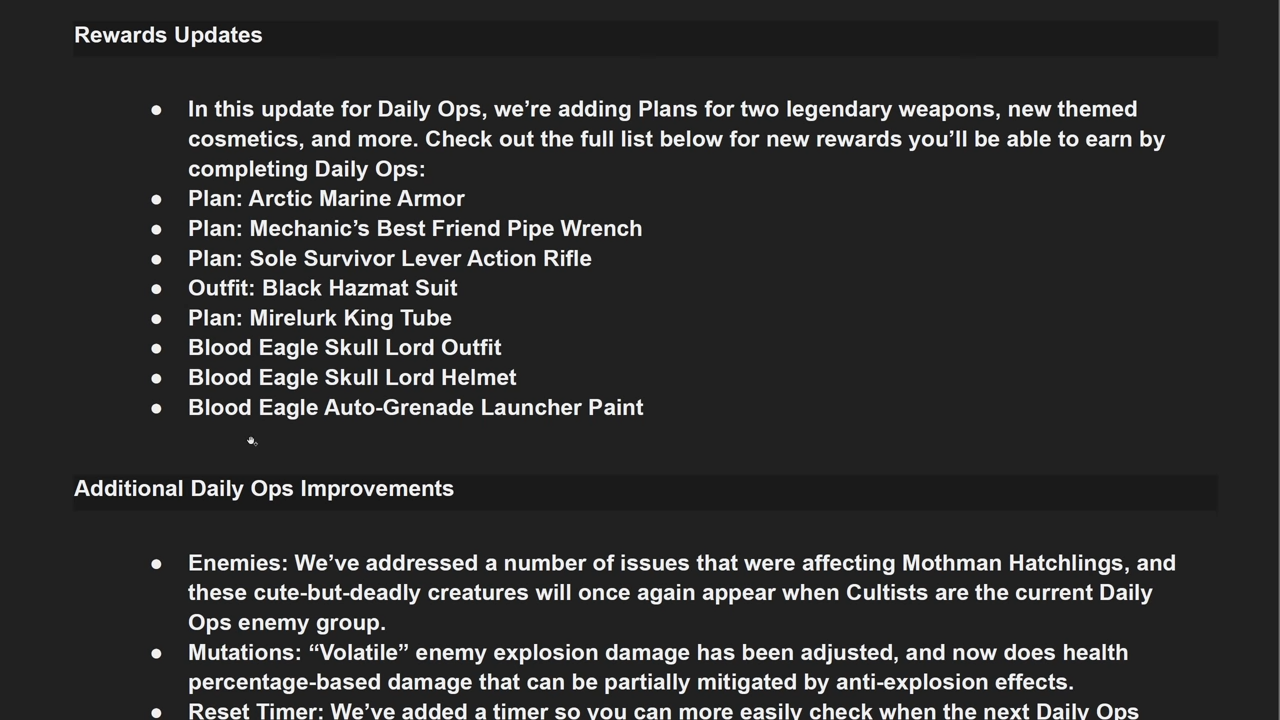 Rewards Updates
● In this update for Daily Ops, we’re adding Plans for two legendary weapons, new themed
cosmetics, and more. Check out the full list below for new rewards you’ll be able to earn by
completing Daily Ops:
● Plan: Arctic Marine Armor
● Plan: Mechanic’s Best Friend Pipe Wrench
● Plan: Sole Survivor Lever Action Rifle
● Outfit: Black Hazmat Suit
● Plan: Mirelurk King Tube
● Blood Eagle Skull Lord Outfit
● Blood Eagle Skull Lord Helmet
● Blood Eagle Auto-Grenade Launcher Paint
Additional Daily Ops Improvements
● Enemies: We’ve addressed a number of issues that were affecting Mothman Hatchlings, and
these cute-but-deadly creatures will once again appear when Cultists are the current Daily
Ops enemy group.
● Mutations: “Volatile” enemy explosion damage has been adjusted, and now does health
percentage-based damage that can be partially mitigated by anti-explosion effects.
● Reset Timer: We’ve added a timer so you can more easily check when the next Daily Ops